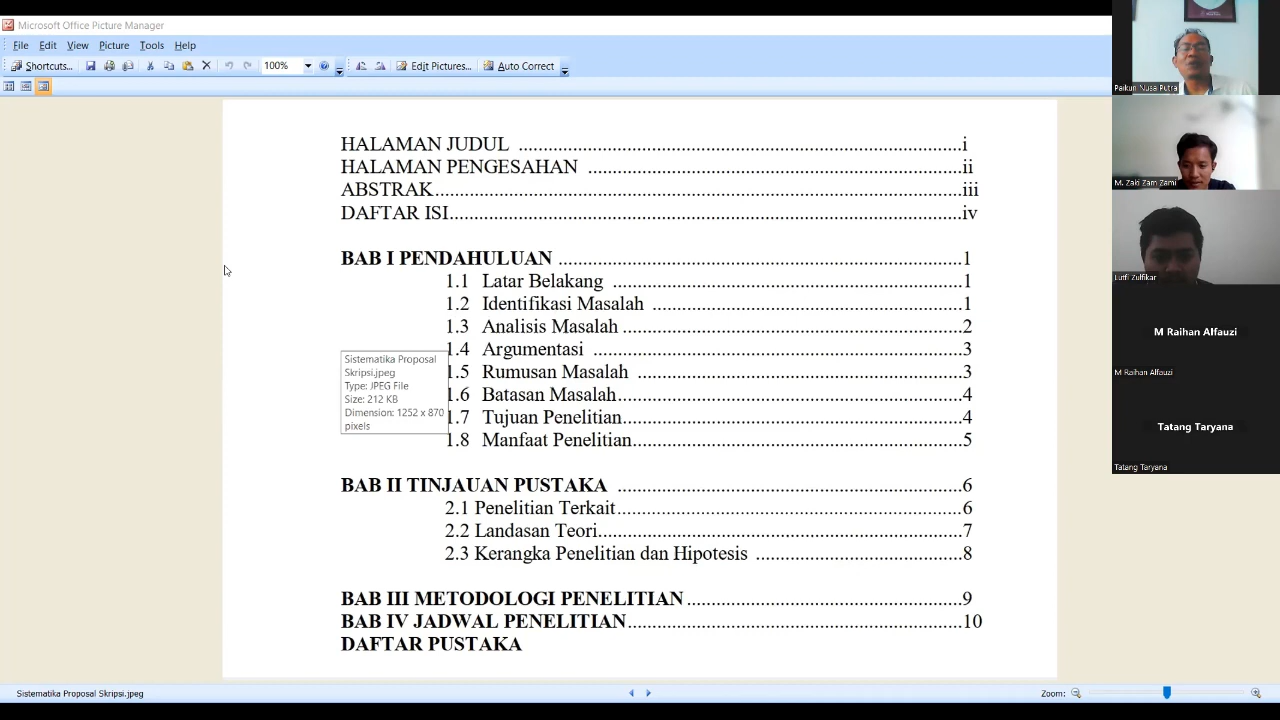 Microsoft Office Picture Manager
File Edit View Picture Tools Help
Shortcuts... 100% Edit Pictures... Auto Correct
HALAMAN JUDUL ....................................................................................i
HALAMAN PENGESAHAN .......................................................................ii
ABSTRAK....................................................................................................iii
DAFTAR ISI.................................................................................................iv
BAB I PENDAHULUAN .............................................................................1
1.1 Latar Belakang ...................................................................1
1.2 Identifikasi Masalah ...........................................................1
1.3 Analisis Masalah .................................................................2
1.4 Argumentasi .......................................................................3
1.5 Rumusan Masalah ................................................................3
1.6 Batasan Masalah..................................................................4
1.7 Tujuan Penelitian.................................................................4
1.8 Manfaat Penelitian...............................................................5
Sistematika Proposal
Skripsi.jpeg
Type: JPEG File
Size: 212 KB
Dimension: 1252 x 870
pixels
BAB II TINJAUAN PUSTAKA ..................................................................6
2.1 Penelitian Terkait..................................................................6
2.2 Landasan Teori......................................................................7
2.3 Kerangka Penelitian dan Hipotesis .......................................8
BAB III METODOLOGI PENELITIAN .....................................................9
BAB IV JADWAL PENELITIAN................................................................10
DAFTAR PUSTAKA
Sistematika Proposal Skripsi.jpeg
Zoom:
Paikun Nusa Putra
M. Zaki Zam Zami
Lutfi Zulfikar
M Raihan Alfauzi
M Raihan Alfauzi
Tatang Taryana
Tatang Taryana